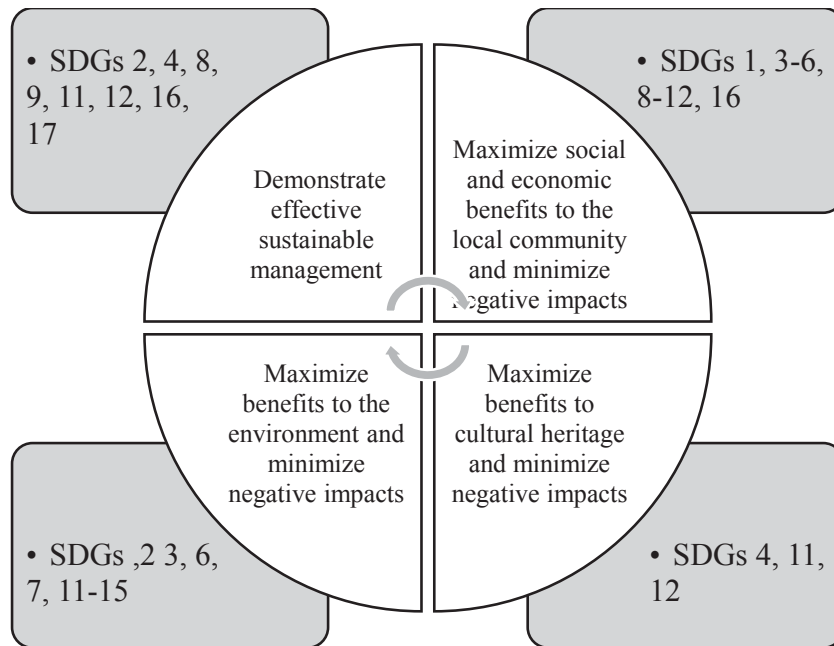 • SDGs 2, 4, 8,
9, 11, 12, 16,
17
• SDGs 1, 3-6,
8-12, 16
Demonstrate
effective
sustainable
management
Maximize social
and economic
benefits to the
local community
and minimize
negative impacts
Maximize
benefits to the
environment and
minimize
negative impacts
Maximize
benefits to
cultural heritage
and minimize
negative impacts
• SDGs ,2 3, 6,
7, 11-15
• SDGs 4, 11,
12